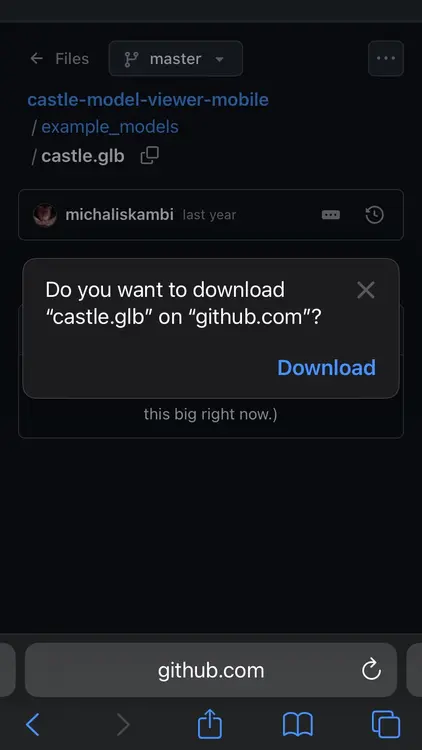 Files
master
castle-model-viewer-mobile
/ example_models
/ castle.glb
michaliskambi last year
Do you want to download
“castle.glb” on “github.com”?
Download
this big right now.)
github.com